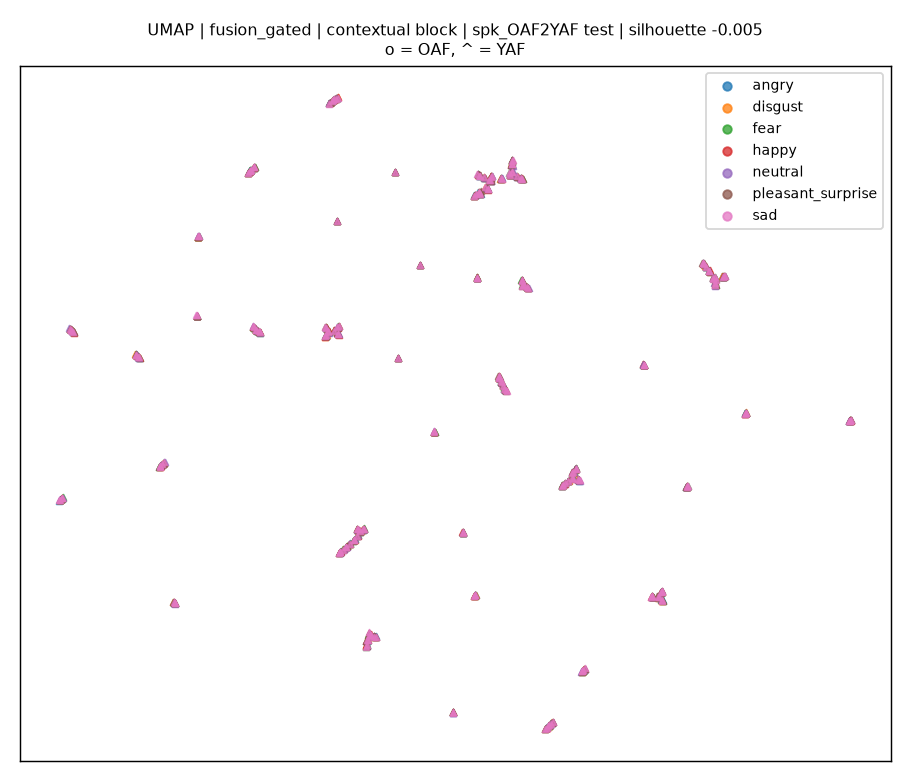 UMAP | fusion_gated | contextual block | spk_OAF2YAF test | silhouette -0.005
o = OAF, ^ = YAF
angry
disgust
fear
happy
neutral
pleasant_surprise
sad